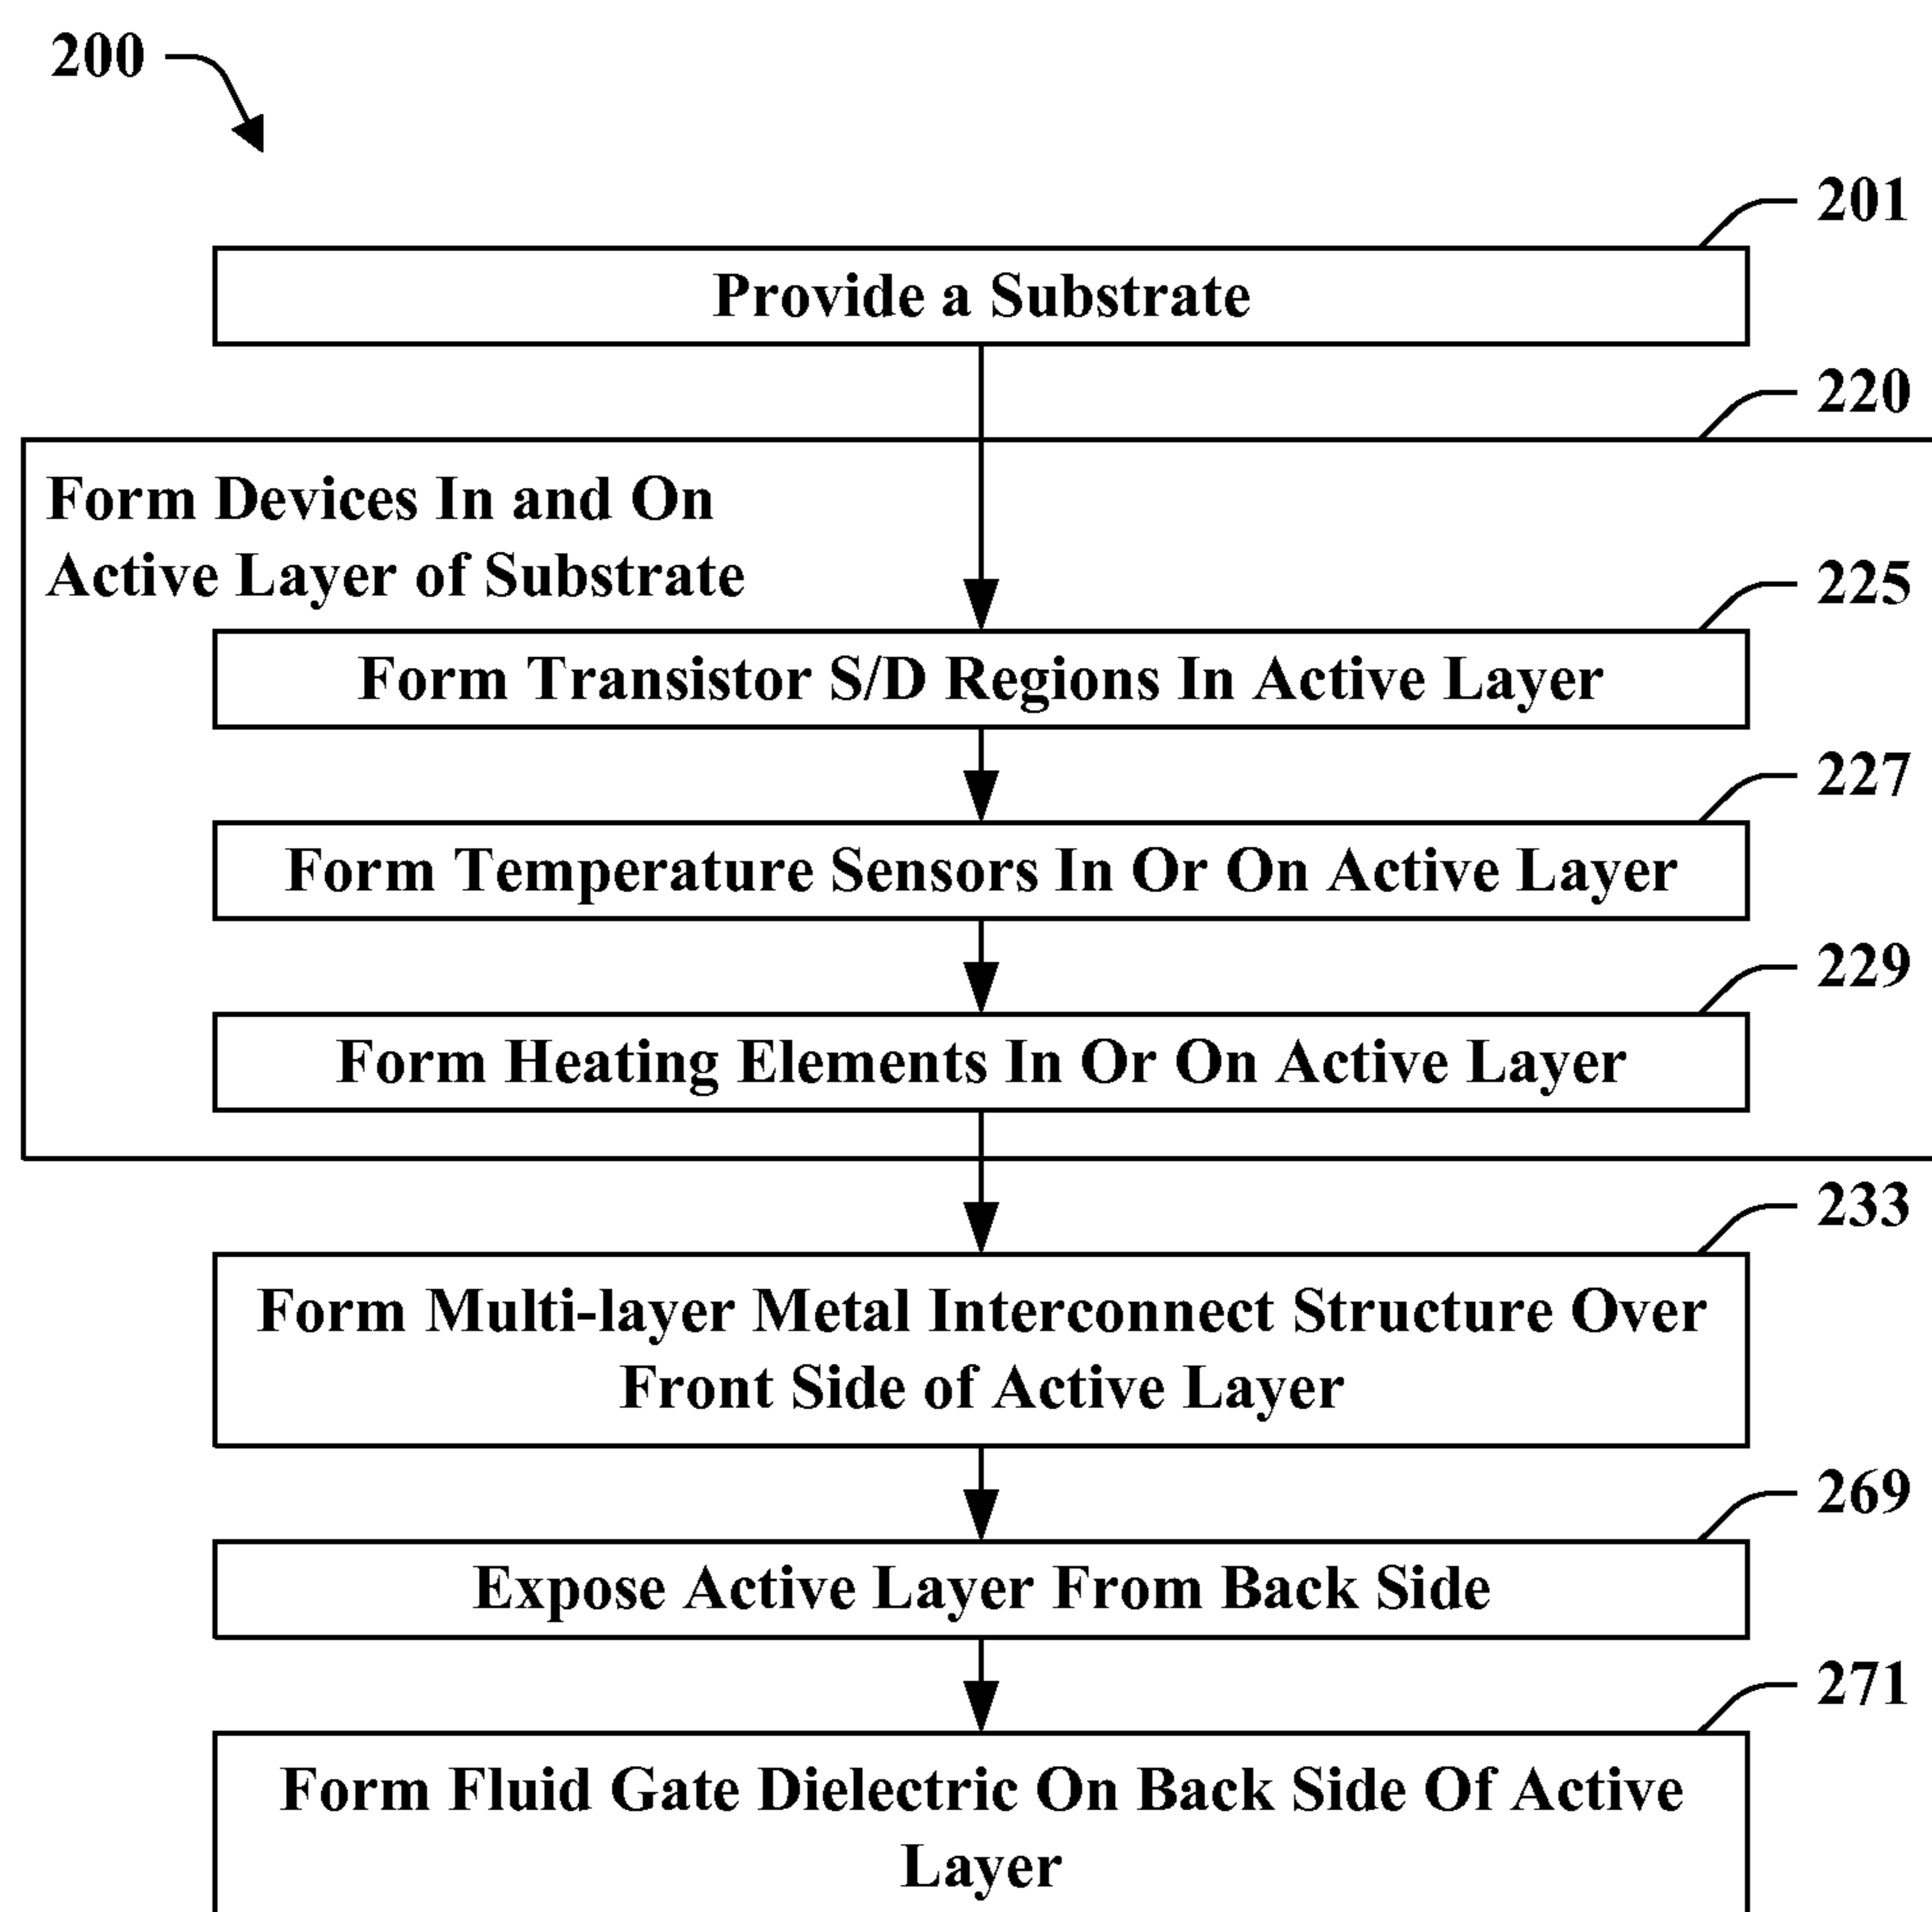 200
201
Provide a Substrate
220
Form Devices In and On
Active Layer of Substrate
225
Form Transistor S/D Regions In Active Layer
227
Form Temperature Sensors In Or On Active Layer
229
Form Heating Elements In Or On Active Layer
233
Form Multi-layer Metal Interconnect Structure Over
Front Side of Active Layer
269
Expose Active Layer From Back Side
271
Form Fluid Gate Dielectric On Back Side Of Active
Layer